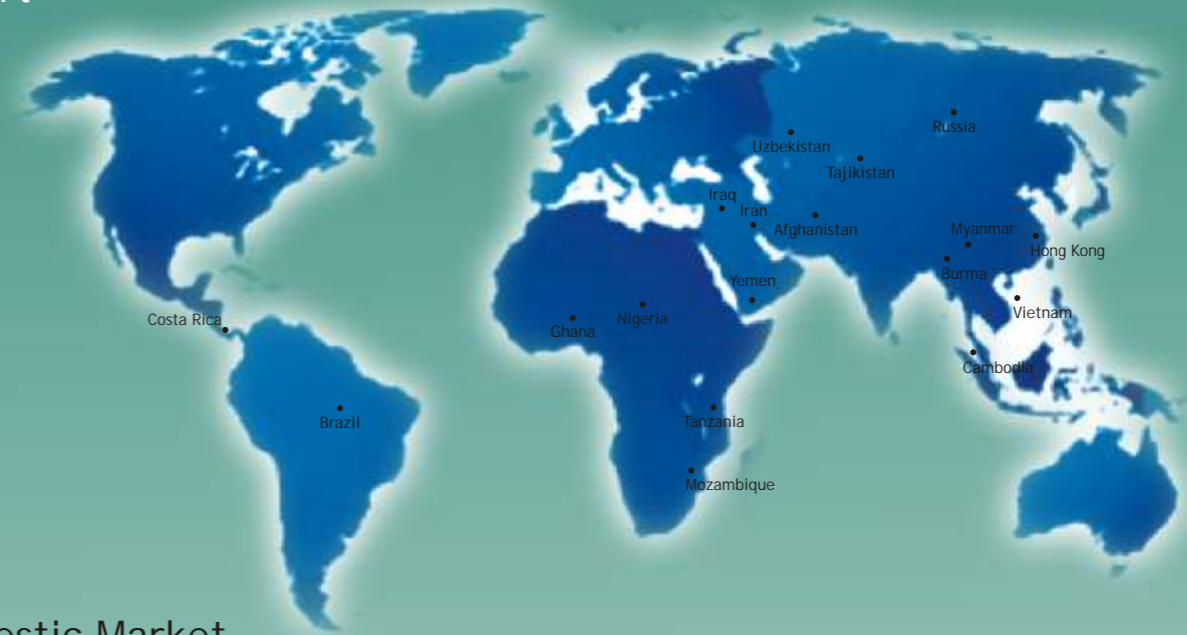 Russia
Uzbekistan
Tajikistan
Iraq
Iran
Afghanistan
Myanmar
Hong Kong
Burma
Yemen
Vietnam
Costa Rica
Ghana
Nigeria
Cambodia
Brazil
Tanzania
Mozambique
Market